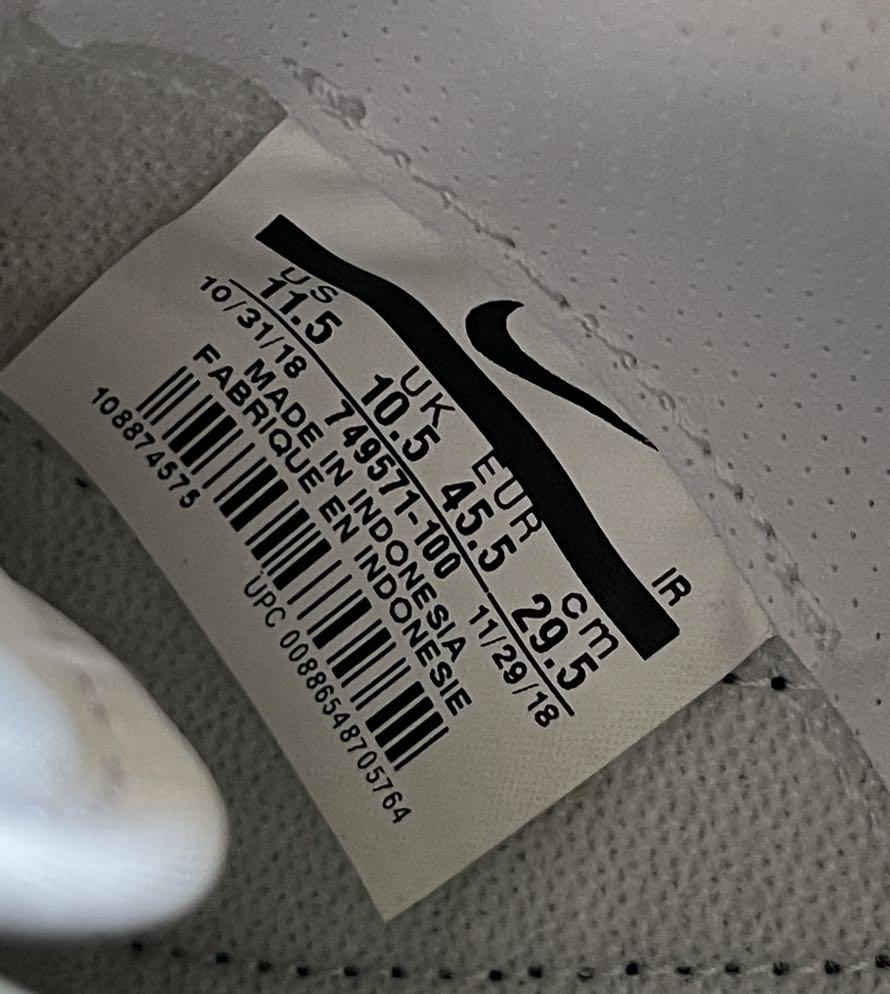 US UK EUR cm IR
11.5 10.5 45.5 29.5
10/31/18 749571-100 11/29/18
MADE IN INDONESIA
FABRIQUE EN INDONESIE
108874575
UPC 00886548705764